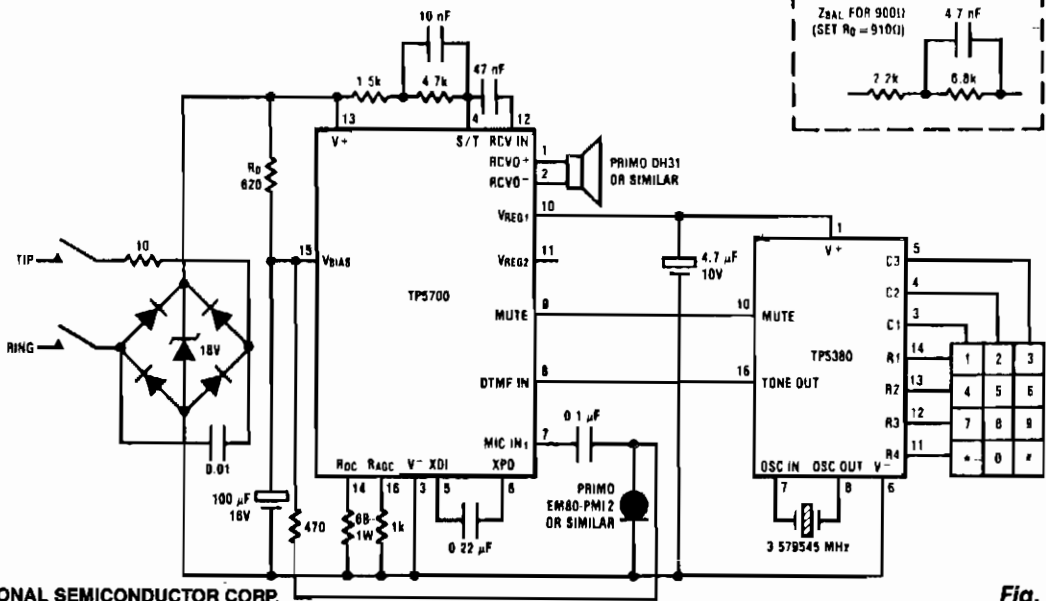 ZBAL FOR 900Ω
(SET R0 = 910Ω)
4.7 nF
2.2k
6.8k
10 nF
1.5k
4.7k
47 nF
13
4
12
V+
S/T
RCV IN
RCVO+
1
RCVO−
2
PRIMO DH31
OR SIMILAR
R0
620
VREG1
10
TIP
10
15
VBIAS
VREG2
11
4.7 µF
10V
1
V+
C3
5
C2
4
C1
3
TP5700
MUTE
9
10
MUTE
TP5380
RING
18V
R1
14
1
2
3
DTMF IN
8
16
TONE OUT
R2
13
4
5
6
R3
12
7
8
9
R4
11
*
0
#
0.01
MIC IN1
7
0.1 µF
RDC
RAGC
V−
XDI
XPO
14
16
3
5
6
OSC IN
OSC OUT
V−
7
8
6
100 µF
16V
470
68
1W
1k
0.22 µF
PRIMO
EM80-PMI2
OR SIMILAR
3.579545 MHz
ONAL SEMICONDUCTOR CORP.
Fig.